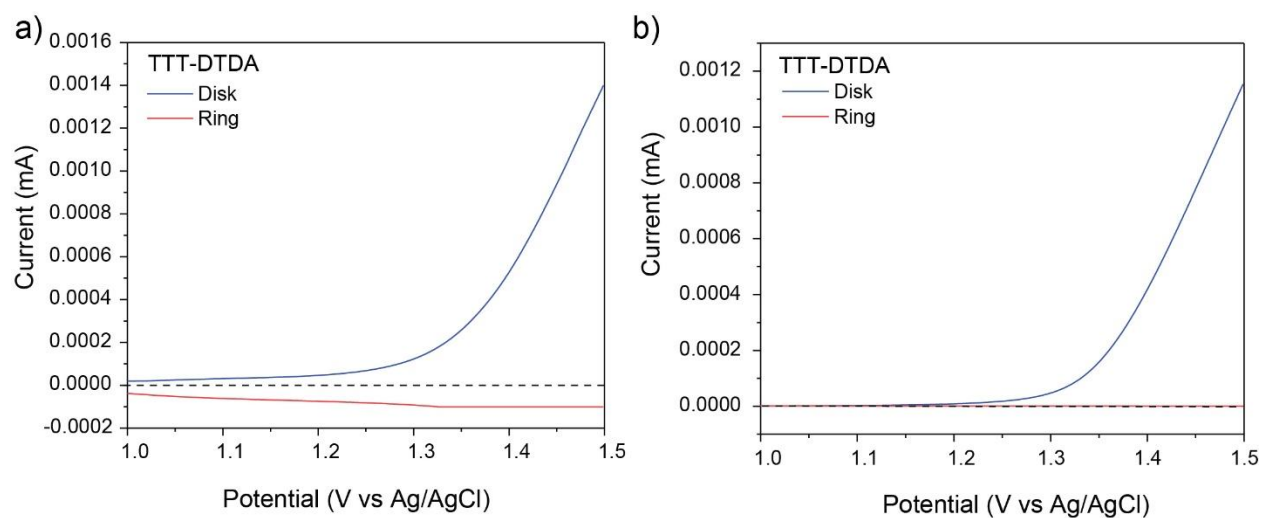 a)
TTT-DTDA
Disk
Ring
Current (mA)
0.0016
0.0014
0.0012
0.0010
0.0008
0.0006
0.0004
0.0002
0.0000
-0.0002
1.0 1.1 1.2 1.3 1.4 1.5
Potential (V vs Ag/AgCl)
b)
TTT-DTDA
Disk
Ring
Current (mA)
0.0012
0.0010
0.0008
0.0006
0.0004
0.0002
0.0000
1.0 1.1 1.2 1.3 1.4 1.5
Potential (V vs Ag/AgCl)